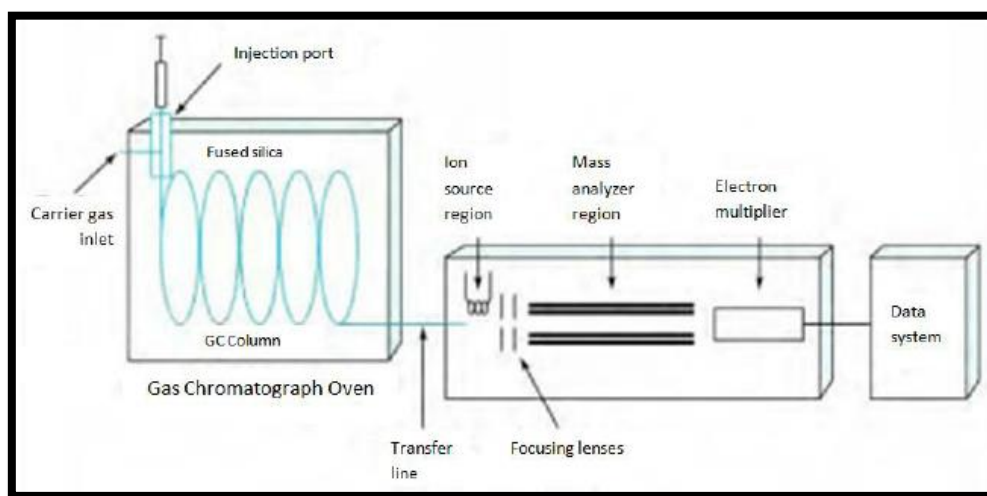 Injection port
Fused silica
Carrier gas
inlet
GC Column
Gas Chromatograph Oven
Ion
source
region
Mass
analyzer
region
Electron
multiplier
Data
system
Transfer
line
Focusing lenses